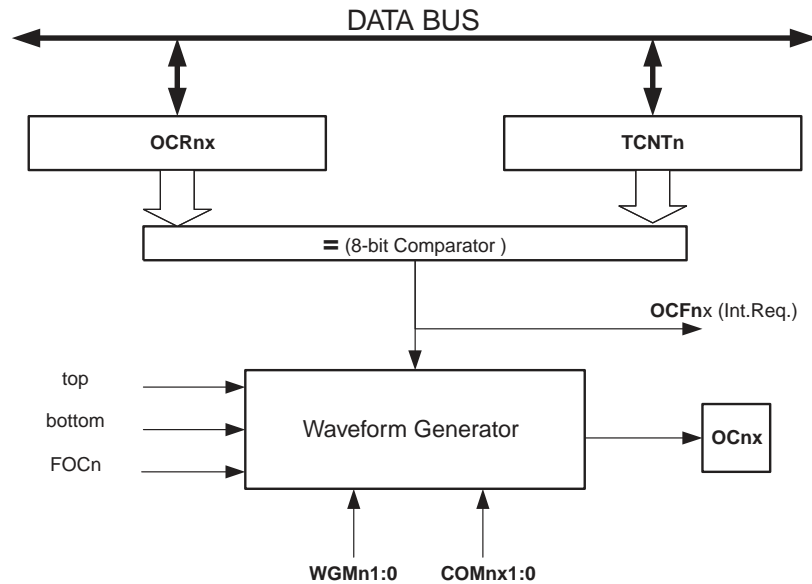 DATA BUS
OCRnx
TCNTn
= (8-bit Comparator )
OCFnx (Int.Req.)
top
bottom
FOCn
Waveform Generator
OCnx
WGMn1:0
COMnx1:0